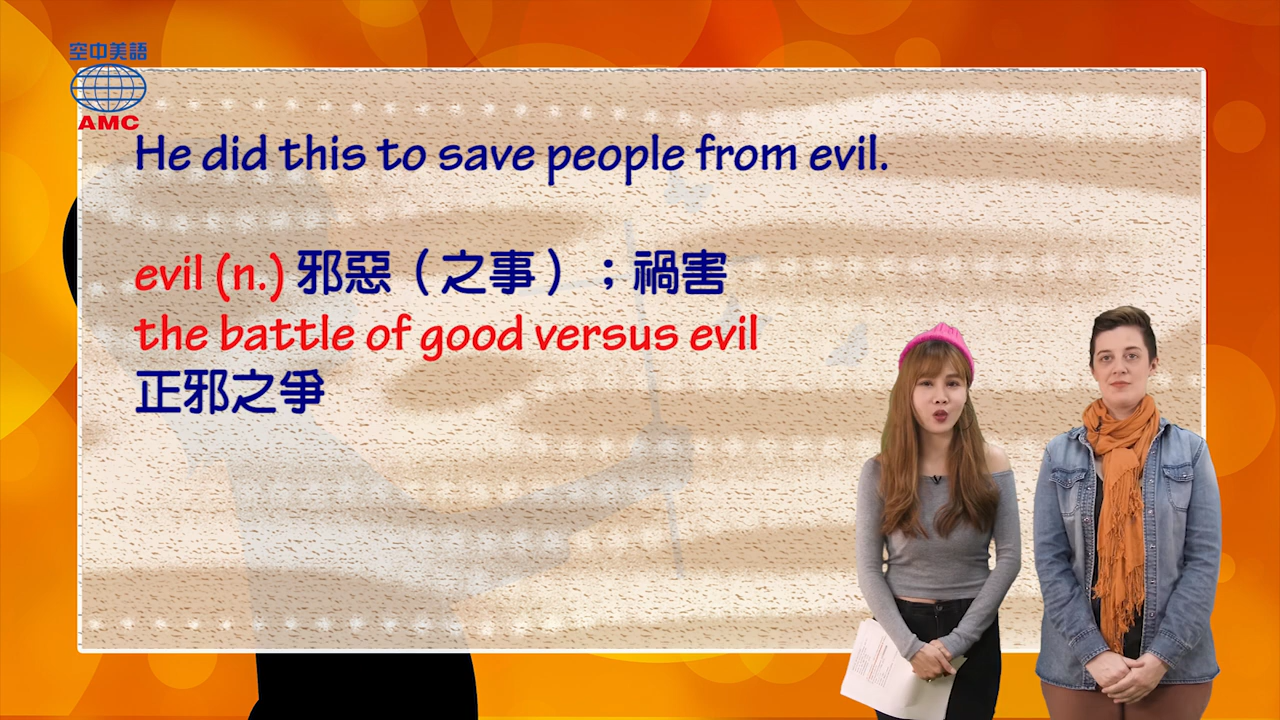 空中美語
AMC
He did this to save people from evil.
evil (n.) 邪惡（之事）；禍害
the battle of good versus evil
正邪之爭